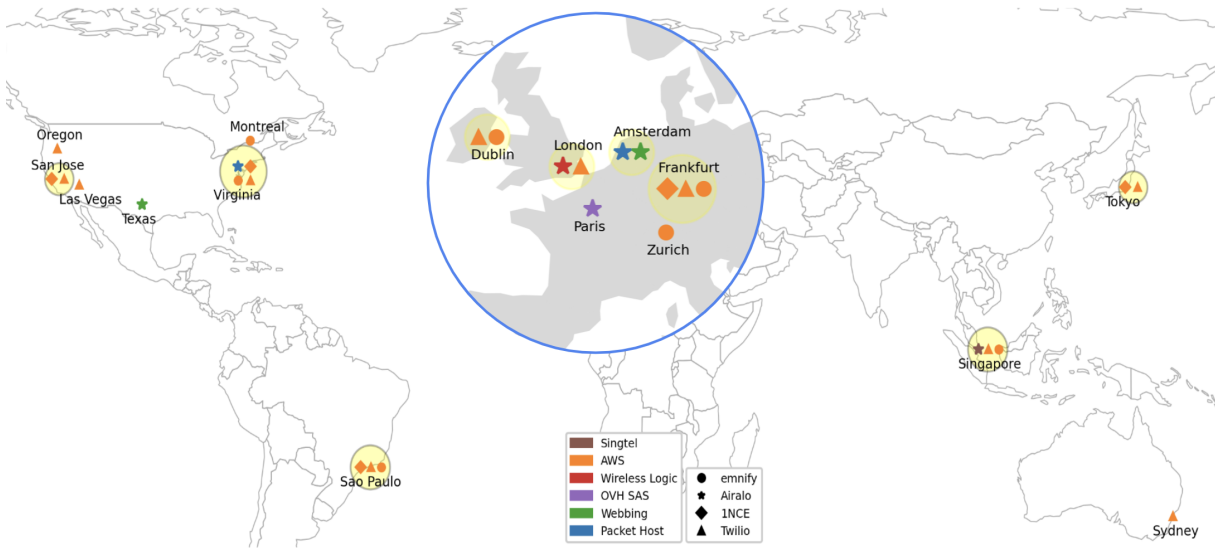 Oregon
Montreal
San Jose
Las Vegas
Virginia
Texas
Dublin
London
Amsterdam
Frankfurt
Paris
Zurich
Tokyo
Singapore
Sao Paulo
Sydney
Singtel
AWS
Wireless Logic
OVH SAS
Webbing
Packet Host
emnify
Airalo
1NCE
Twilio